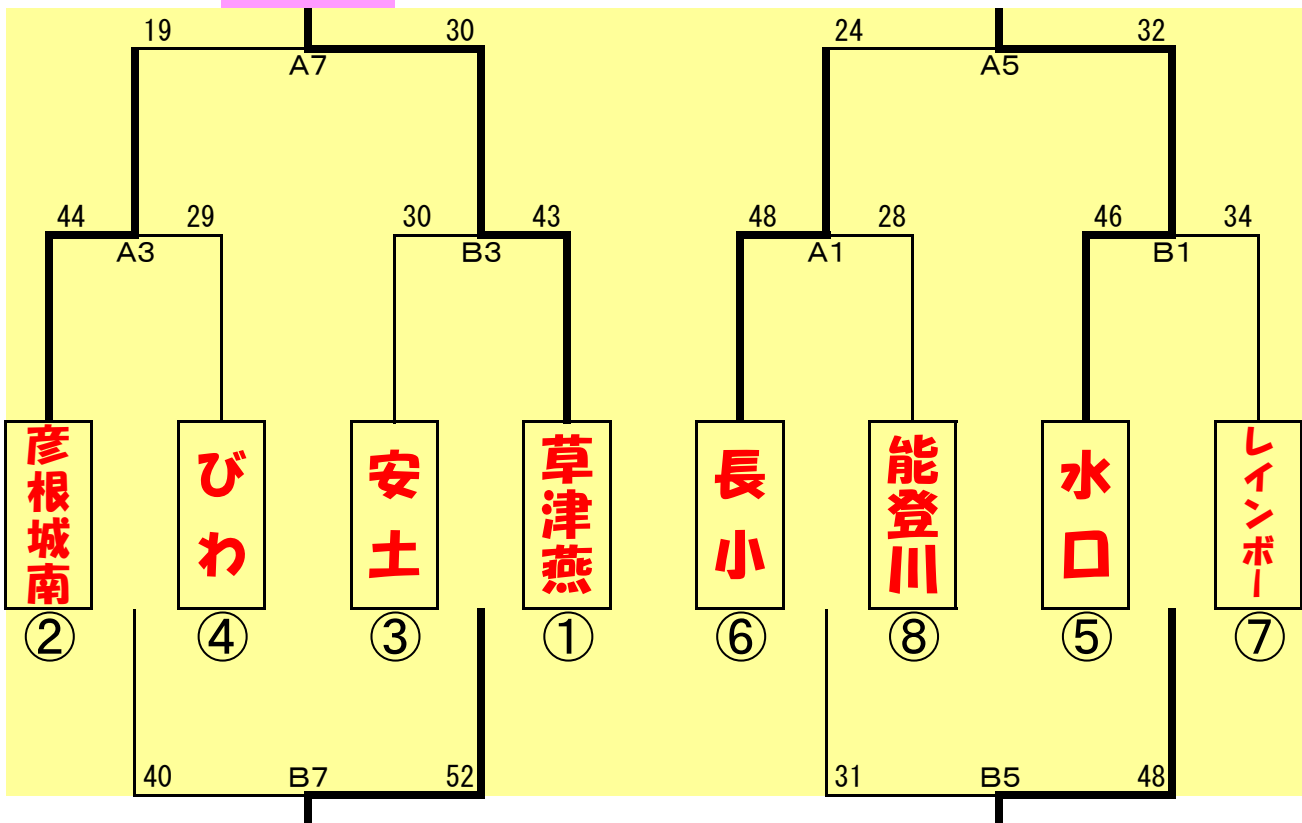 19 30 24 32
A7 A5
44 29 30 43 48 28 46 34
A3 B3 A1 B1
彦根城南
びわ
安土
草津燕
長小
能登川
水口
レインボー
② ④ ③ ① ⑥ ⑧ ⑤ ⑦
40 B7 52 31 B5 48